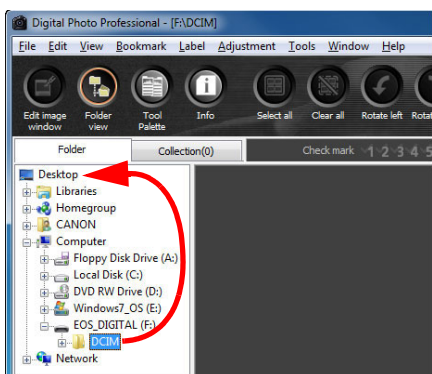 Digital Photo Professional - [F:\DCIM]
File Edit View Bookmark Label Adjustment Tools Window Help
Edit image window
Folder view
Tool Palette
Info
Select all
Clear all
Rotate left
Folder
Collection(0)
Check mark 1 2 3 4 5
Desktop
Libraries
Homegroup
CANON
Computer
Floppy Disk Drive (A:)
Local Disk (C:)
DVD RW Drive (D:)
Windows7_OS (E:)
EOS_DIGITAL (F:)
DCIM
Network